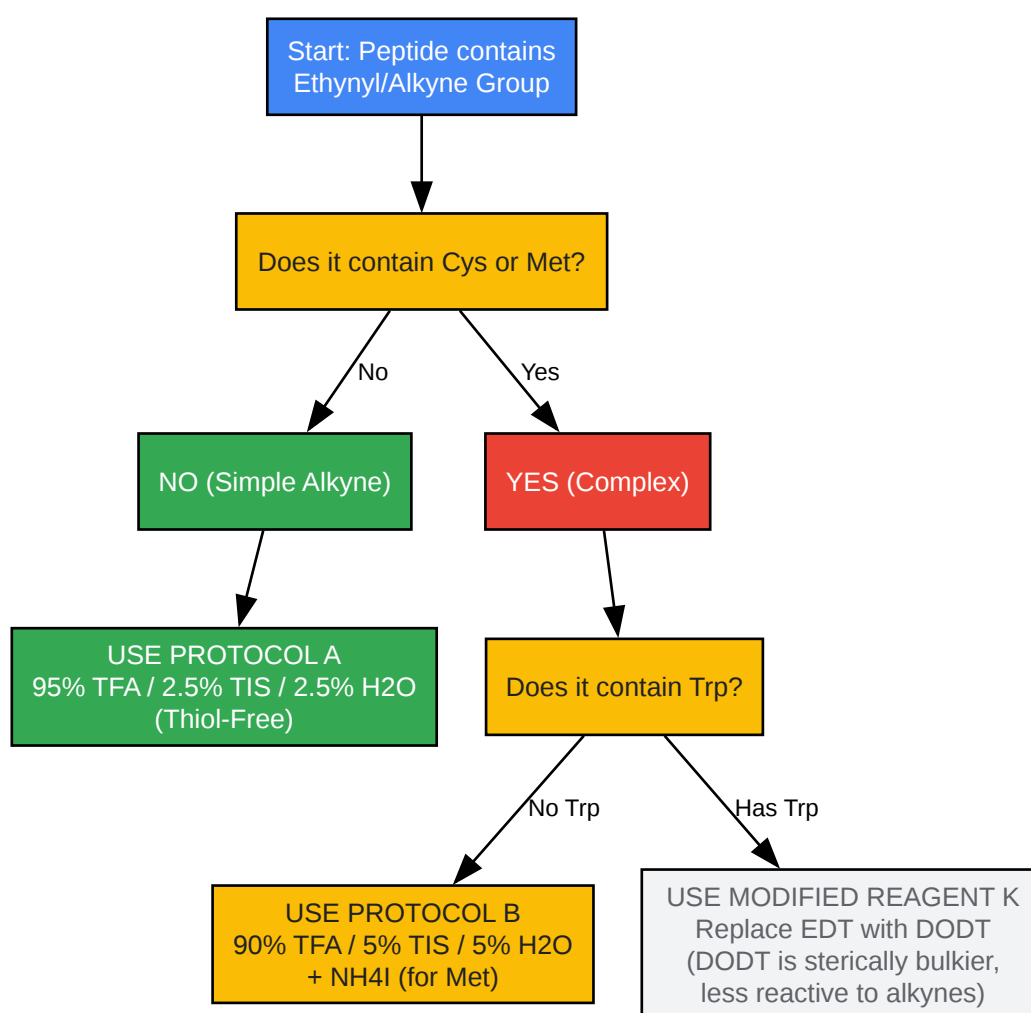 Start: Peptide contains
Ethynyl/Alkyne Group
Does it contain Cys or Met?
No
Yes
NO (Simple Alkyne)
YES (Complex)
USE PROTOCOL A
95% TFA / 2.5% TIS / 2.5% H2O
(Thiol-Free)
Does it contain Trp?
No Trp
Has Trp
USE PROTOCOL B
90% TFA / 5% TIS / 5% H2O
+ NH4I (for Met)
USE MODIFIED REAGENT K
Replace EDT with DODT
(DODT is sterically bulkier,
less reactive to alkynes)